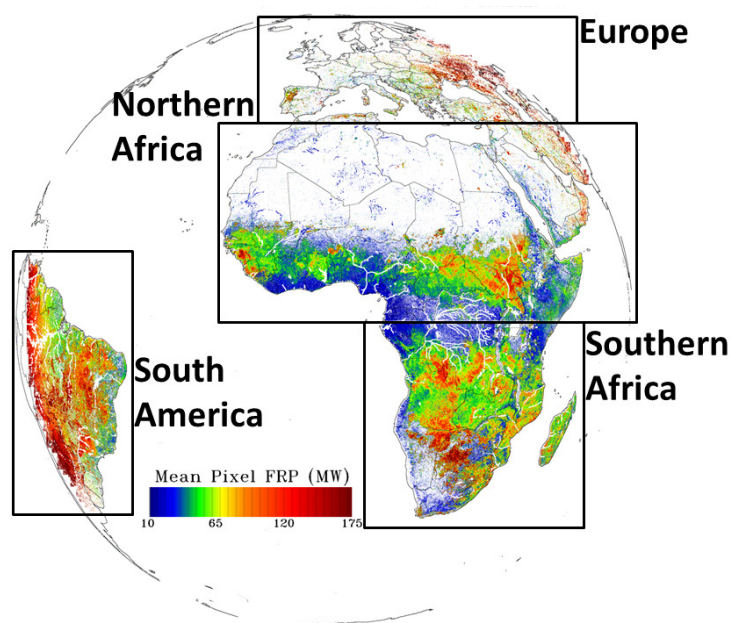 Europe
Northern
Africa
South
America
Southern
Africa
Mean Pixel FRP (MW)
10 65 120 175